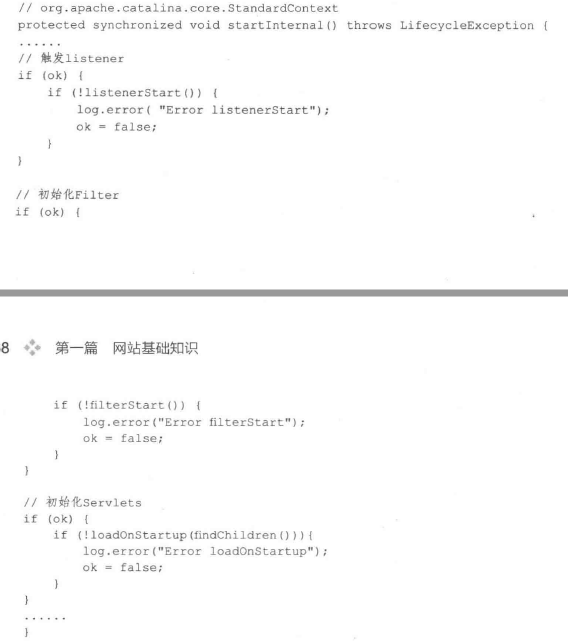 // org.apache.catalina.core.StandardContext
protected synchronized void startInternal() throws LifecycleException {
......
// 触发listener
if (ok) {
if (!listenerStart()) {
log.error( "Error listenerStart");
ok = false;
}
}
// 初始化Filter
if (ok) {
8 第一篇 网站基础知识
if (!filterStart()) {
log.error("Error filterStart");
ok = false;
}
}
// 初始化Servlets
if (ok) {
if (!loadOnStartup(findChildren())){
log.error("Error loadOnStartup");
ok = false;
}
}
......
}